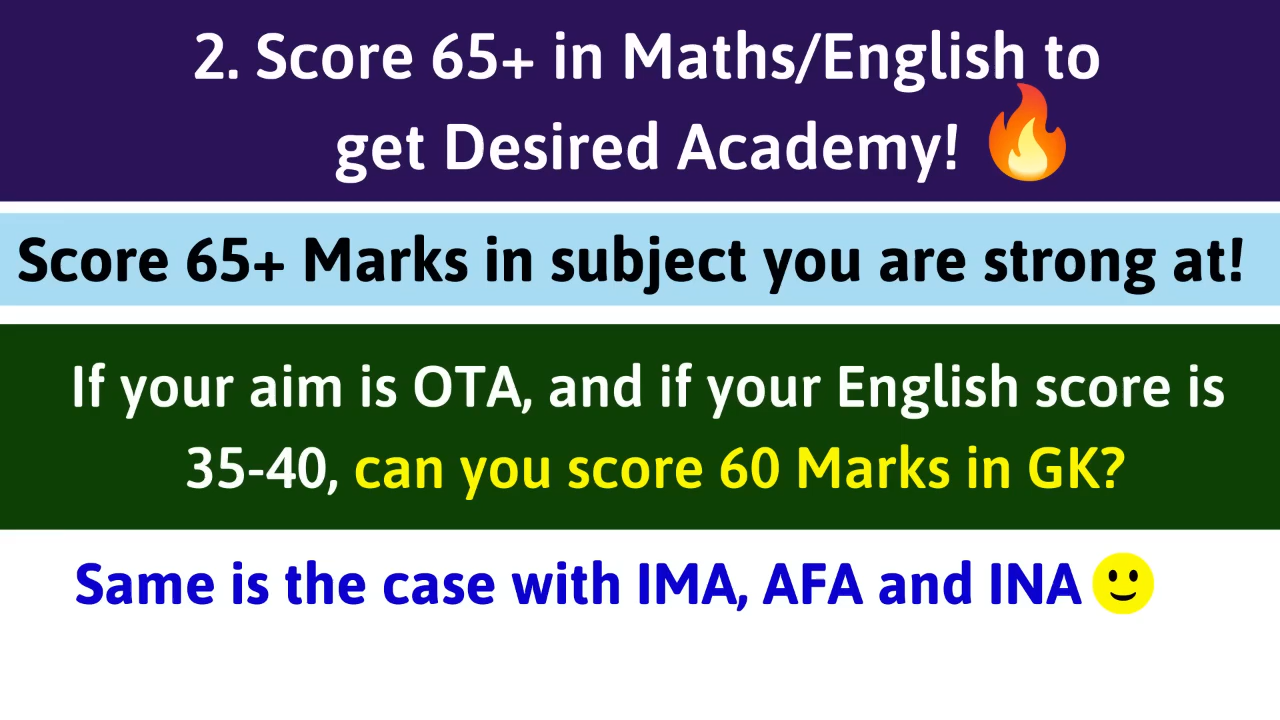 2. Score 65+ in Maths/English to
get Desired Academy!
Score 65+ Marks in subject you are strong at!
If your aim is OTA, and if your English score is
35-40, can you score 60 Marks in GK?
Same is the case with IMA, AFA and INA